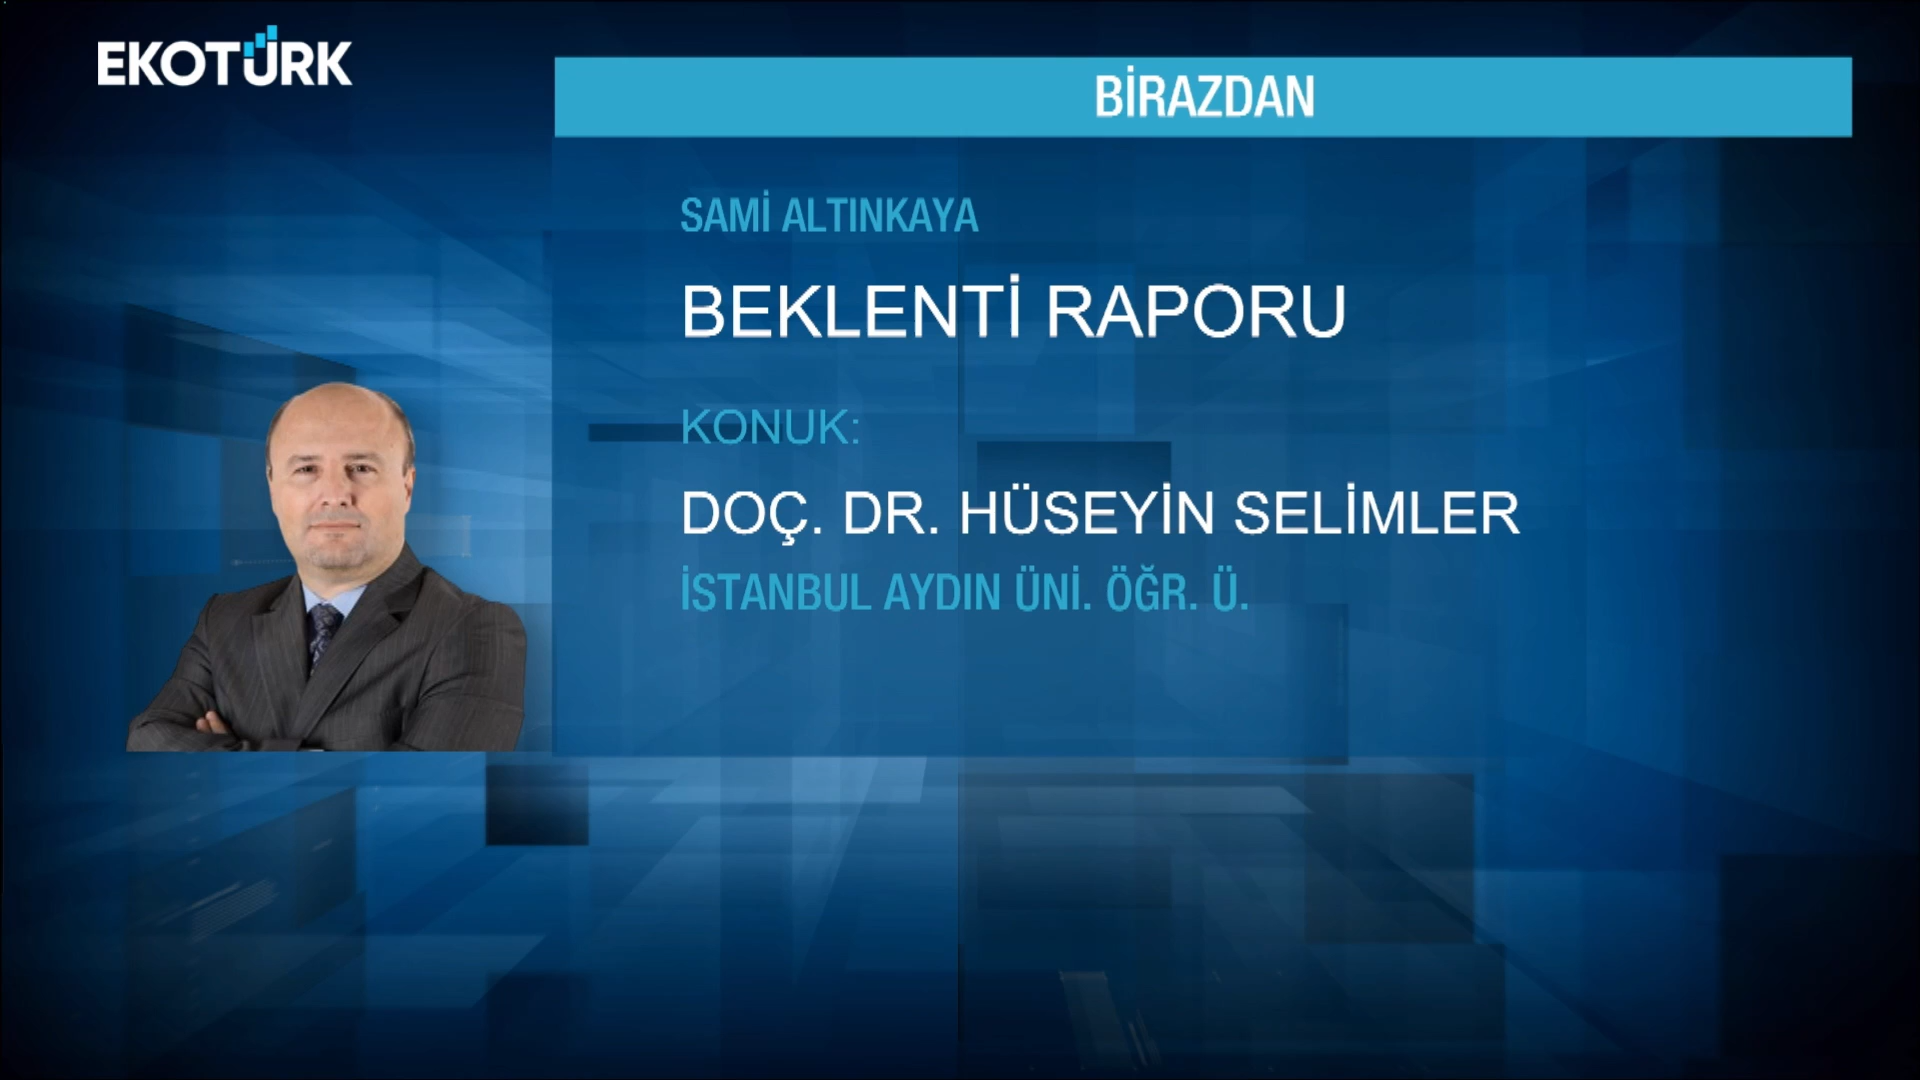 EKOTÜRK
BİRAZDAN
SAMİ ALTINKAYA
BEKLENTİ RAPORU
KONUK:
DOÇ. DR. HÜSEYİN SELİMLER
İSTANBUL AYDIN ÜNİ. ÖĞR. Ü.